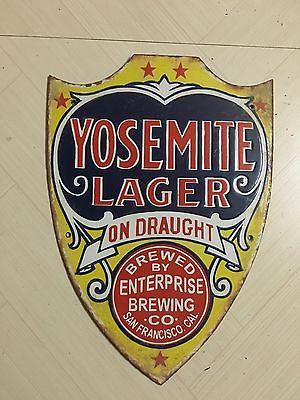 YOSEMITE
LAGER
ON DRAUGHT
BREWED
BY
ENTERPRISE
BREWING
·CO·
SAN FRANCISCO. CAL